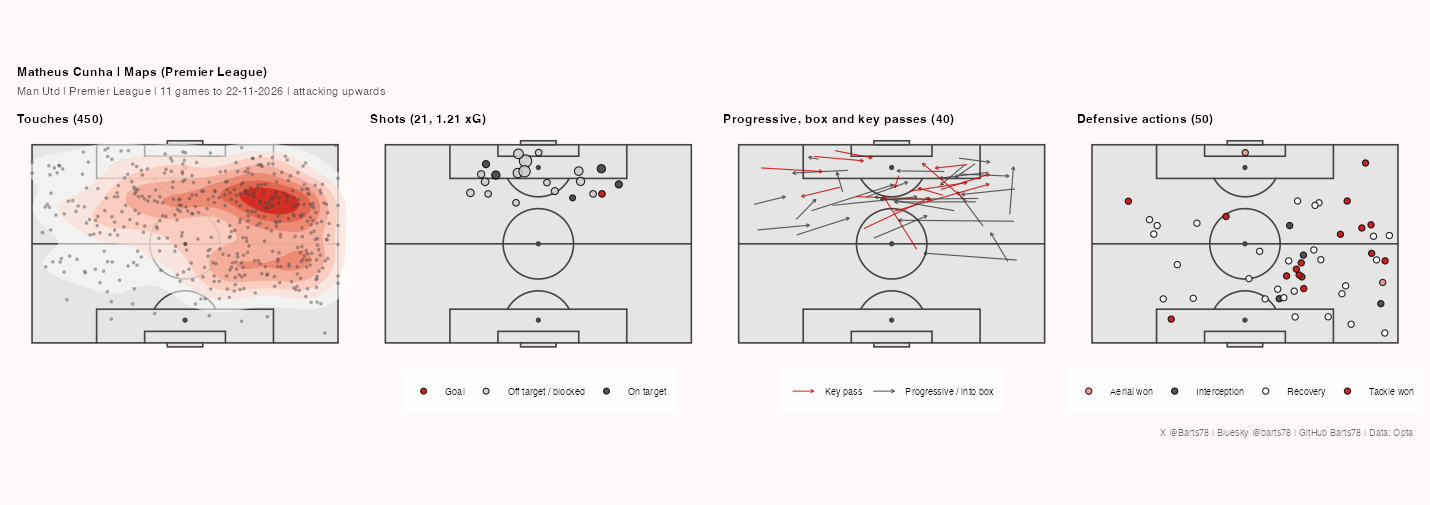 Matheus Cunha | Maps (Premier League)
Man Utd | Premier League | 11 games to 22-11-2026 | attacking upwards
Touches (450)
Shots (21, 1.21 xG)
Progressive, box and key passes (40)
Defensive actions (50)
Goal
Off target / blocked
On target
Key pass
Progressive / into box
Aerial won
Interception
Recovery
Tackle won
X @Barts78 | Bluesky @barts78 | GitHub Barts78 | Data: Opta